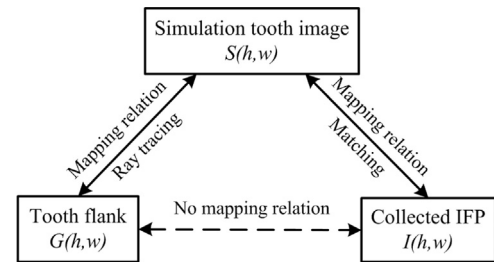 Simulation tooth image
S(h,w)
Mapping relation
Ray tracing
Mapping relation
Matching
Tooth flank
G(h,w)
No mapping relation
Collected IFP
I(h,w)